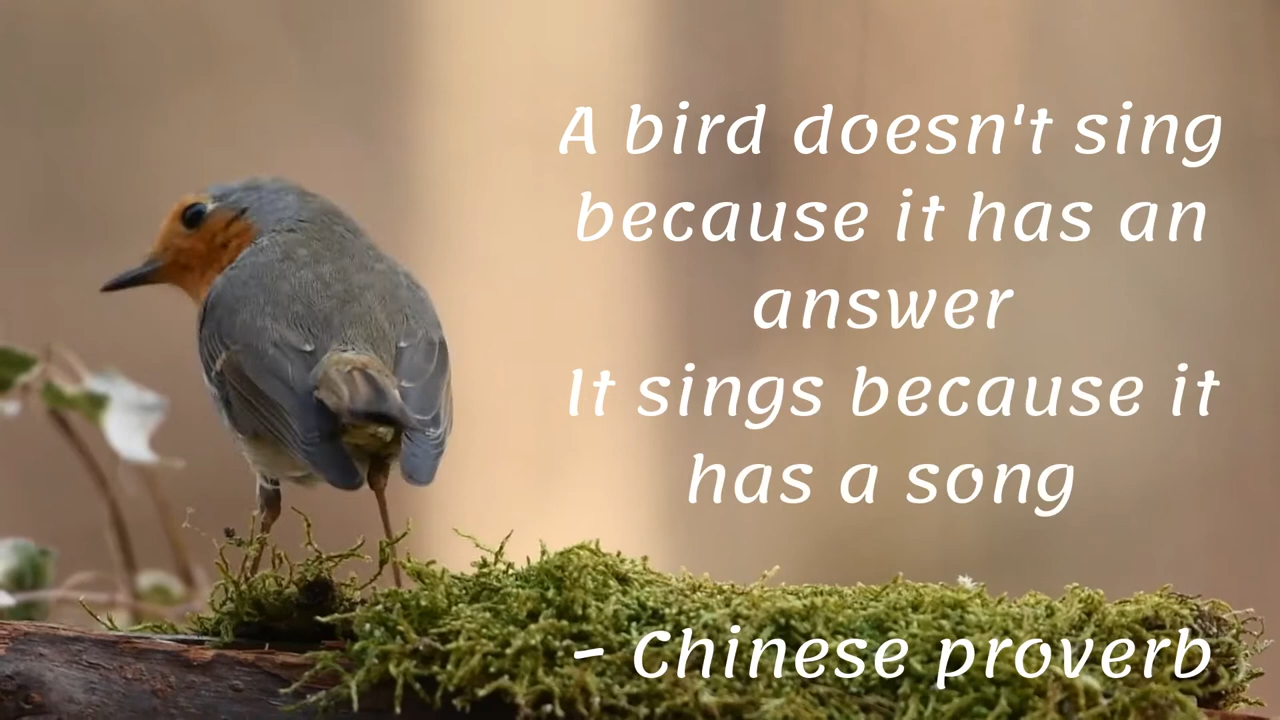 A bird doesn't sing
because it has an
answer
It sings because it
has a song
- Chinese proverb